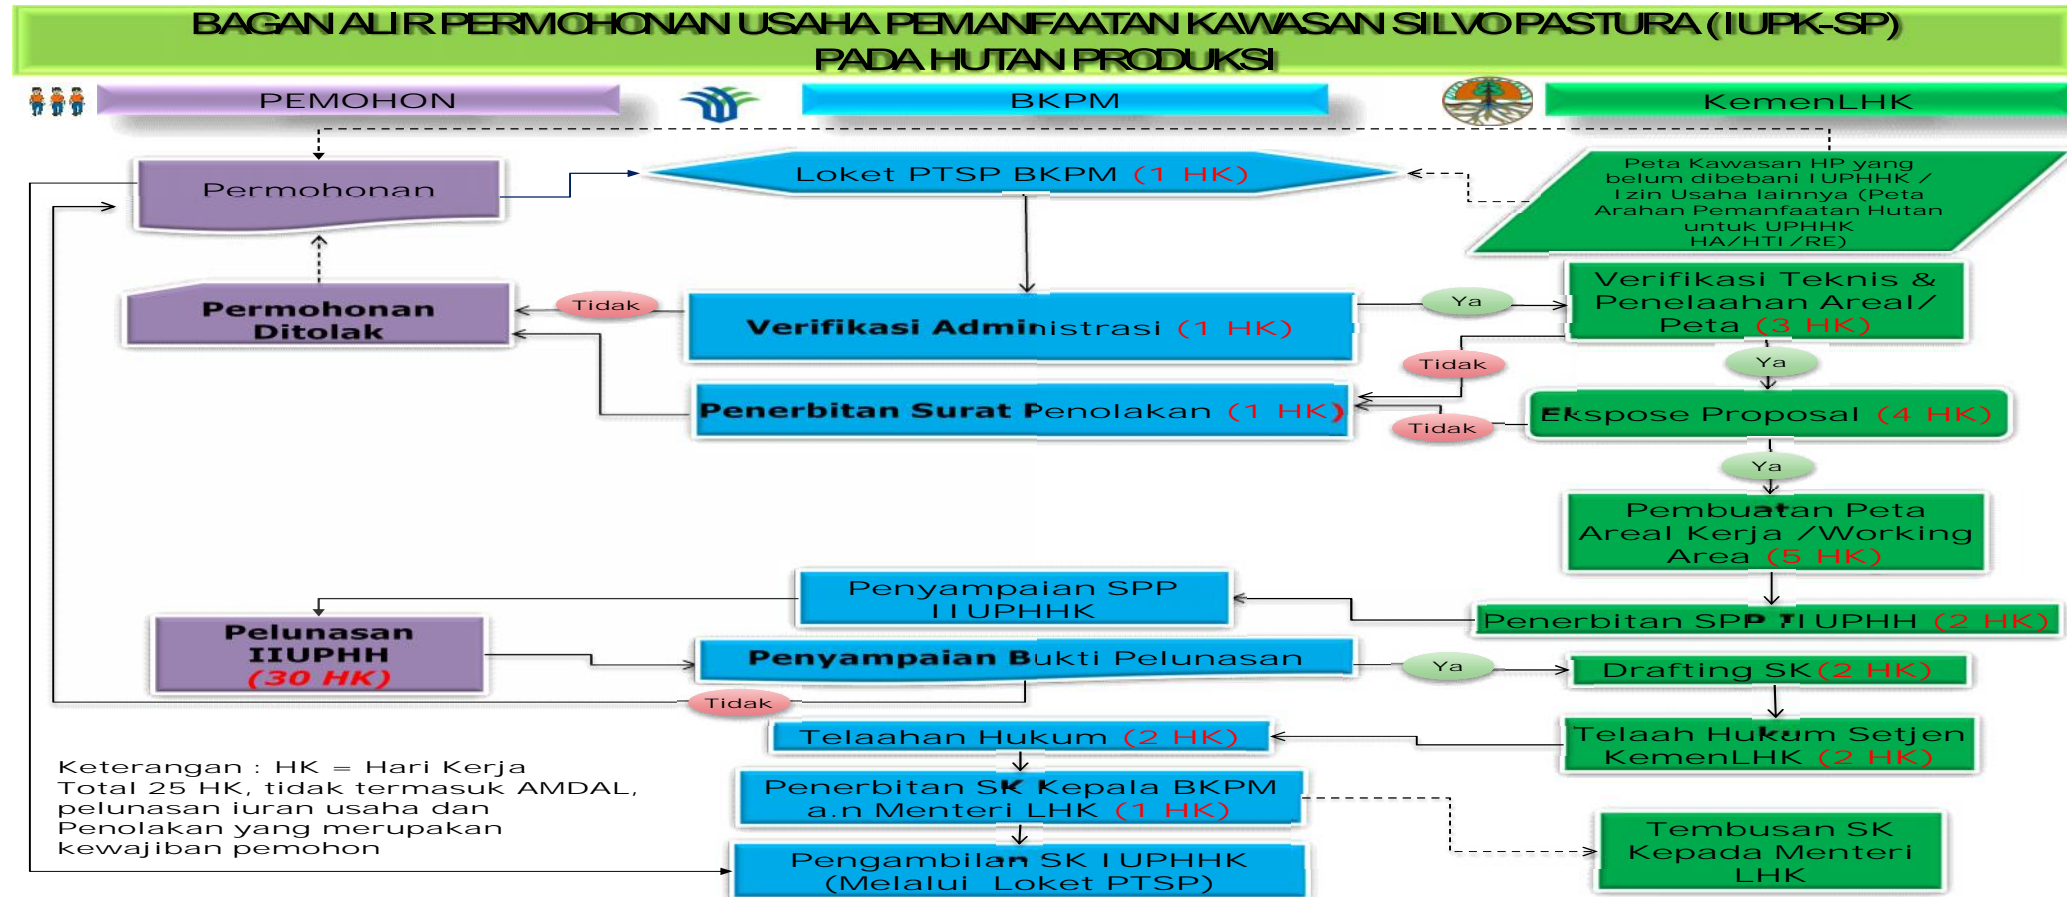 BAGAN ALIR PERMOHONAN USAHA PEMANFAATAN KAWASAN SILVO PASTURA (IUPK-SP)
PADA HUTAN PRODUKSI
PEMOHON
BKPM
KemenLHK
Permohonan
Loket PTSP BKPM (1 HK)
Peta Kawasan HP yang
belum dibebani IUPHHK /
Izin Usaha lainnya (Peta
Arahan Pemanfaatan Hutan
untuk UPHHK
HA/HTI/RE)
Permohonan
Ditolak
Tidak
Verifikasi Administrasi (1 HK)
Ya
Verifikasi Teknis &
Penelaahan Areal/
Peta (3 HK)
Tidak
Ya
Penerbitan Surat Penolakan (1 HK)
Tidak
Ekspose Proposal (4 HK)
Ya
Pembuatan Peta
Areal Kerja /Working
Area (5 HK)
Penyampaian SPP
IIUPHHK
Penerbitan SPP IIUPHH (2 HK)
Pelunasan
IIUPHH
(30 HK)
Penyampaian Bukti Pelunasan
Ya
Drafting SK(2 HK)
Tidak
Telaahan Hukum (2 HK)
Telaah Hukum Setjen
KemenLHK (2 HK)
Keterangan : HK = Hari Kerja
Total 25 HK, tidak termasuk AMDAL,
pelunasan iuran usaha dan
Penolakan yang merupakan
kewajiban pemohon
Penerbitan SK Kepala BKPM
a.n Menteri LHK (1 HK)
Pengambilan SK IUPHHK
(Melalui Loket PTSP)
Tembusan SK
Kepada Menteri
LHK